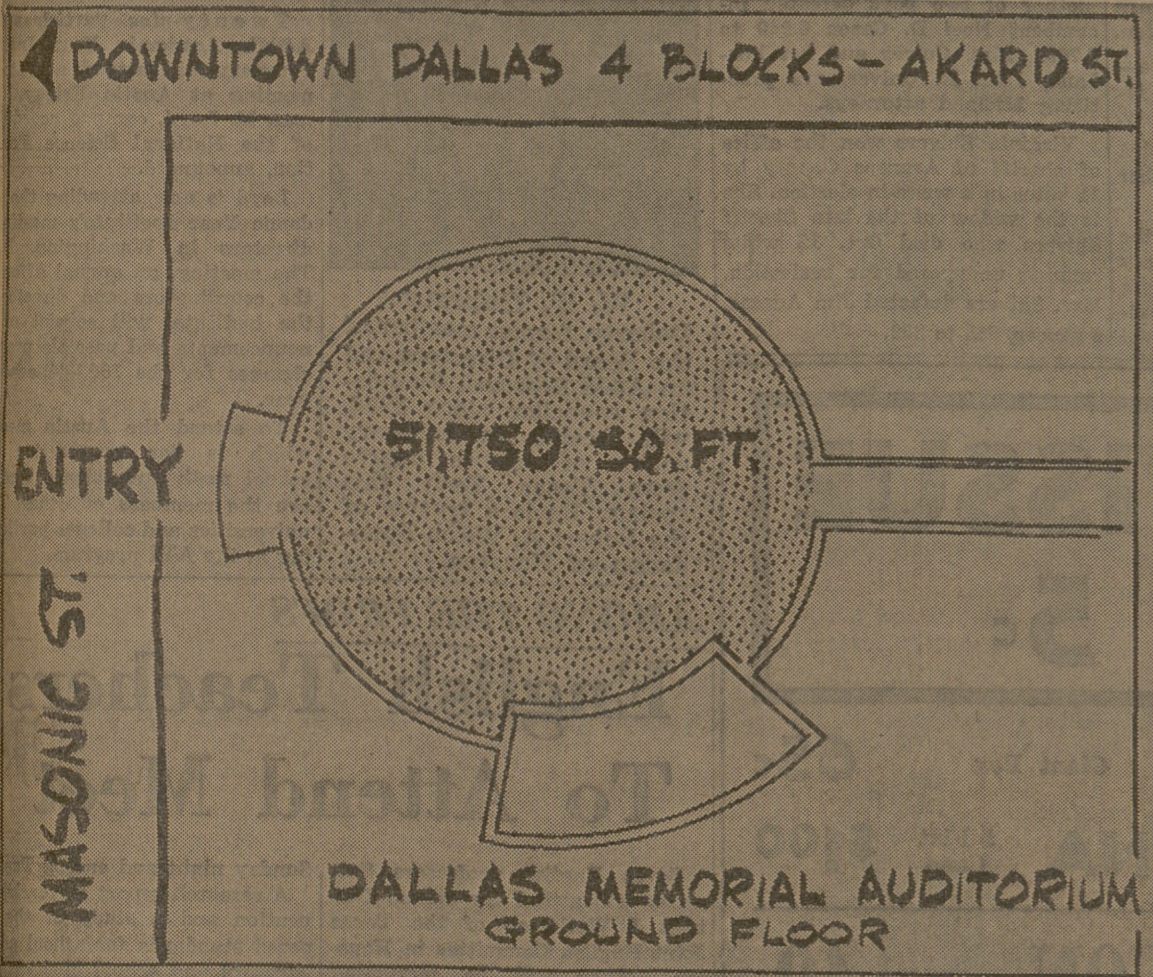 DOWNTOWN DALLAS 4 BLOCKS - AKARD ST.
51,750 SQ. FT.
ENTRY
MASONIC ST.
DALLAS MEMORIAL AUDITORIUM
GROUND FLOOR